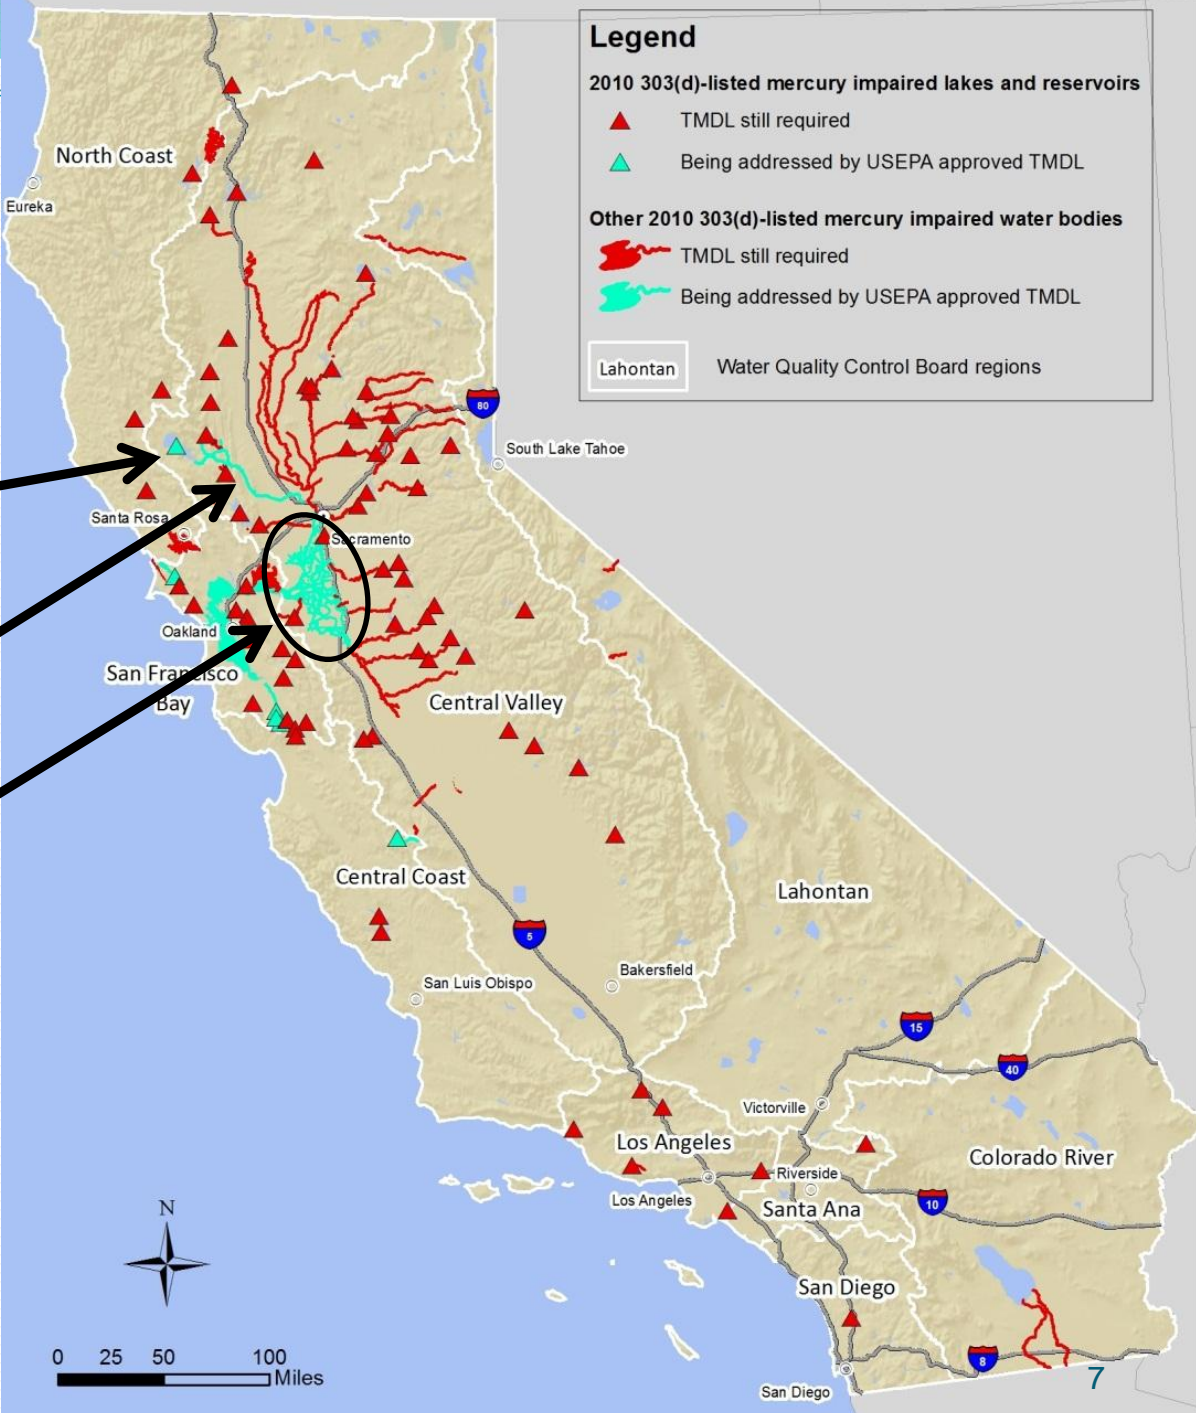 Legend
2010 303(d)-listed mercury impaired lakes and reservoirs
TMDL still required
Being addressed by USEPA approved TMDL
Other 2010 303(d)-listed mercury impaired water bodies
TMDL still required
Being addressed by USEPA approved TMDL
Lahontan
Water Quality Control Board regions
North Coast
Eureka
80
South Lake Tahoe
Santa Rosa
Sacramento
Oakland
San Francisco
Bay
Central Valley
Central Coast
Lahontan
5
Bakersfield
San Luis Obispo
15
40
Victorville
Los Angeles
Colorado River
Riverside
Los Angeles
Santa Ana
10
N
San Diego
0 25 50 100
Miles
8
7
San Diego